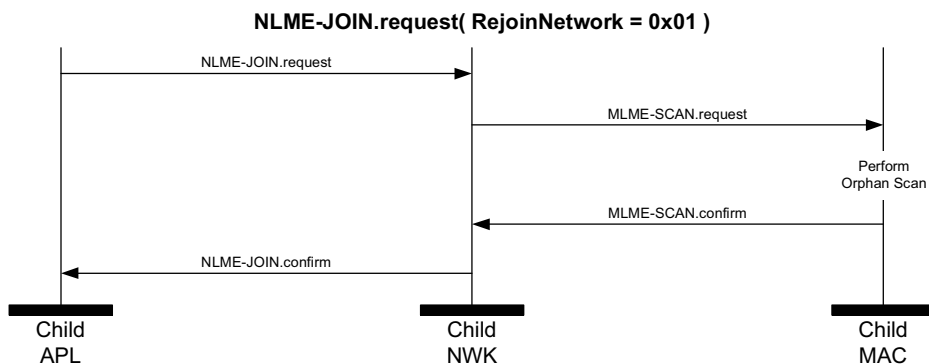 NLME-JOIN.request( RejoinNetwork = 0x01 )
NLME-JOIN.request
MLME-SCAN.request
Perform
Orphan Scan
MLME-SCAN.confirm
NLME-JOIN.confirm
Child
APL
Child
NWK
Child
MAC